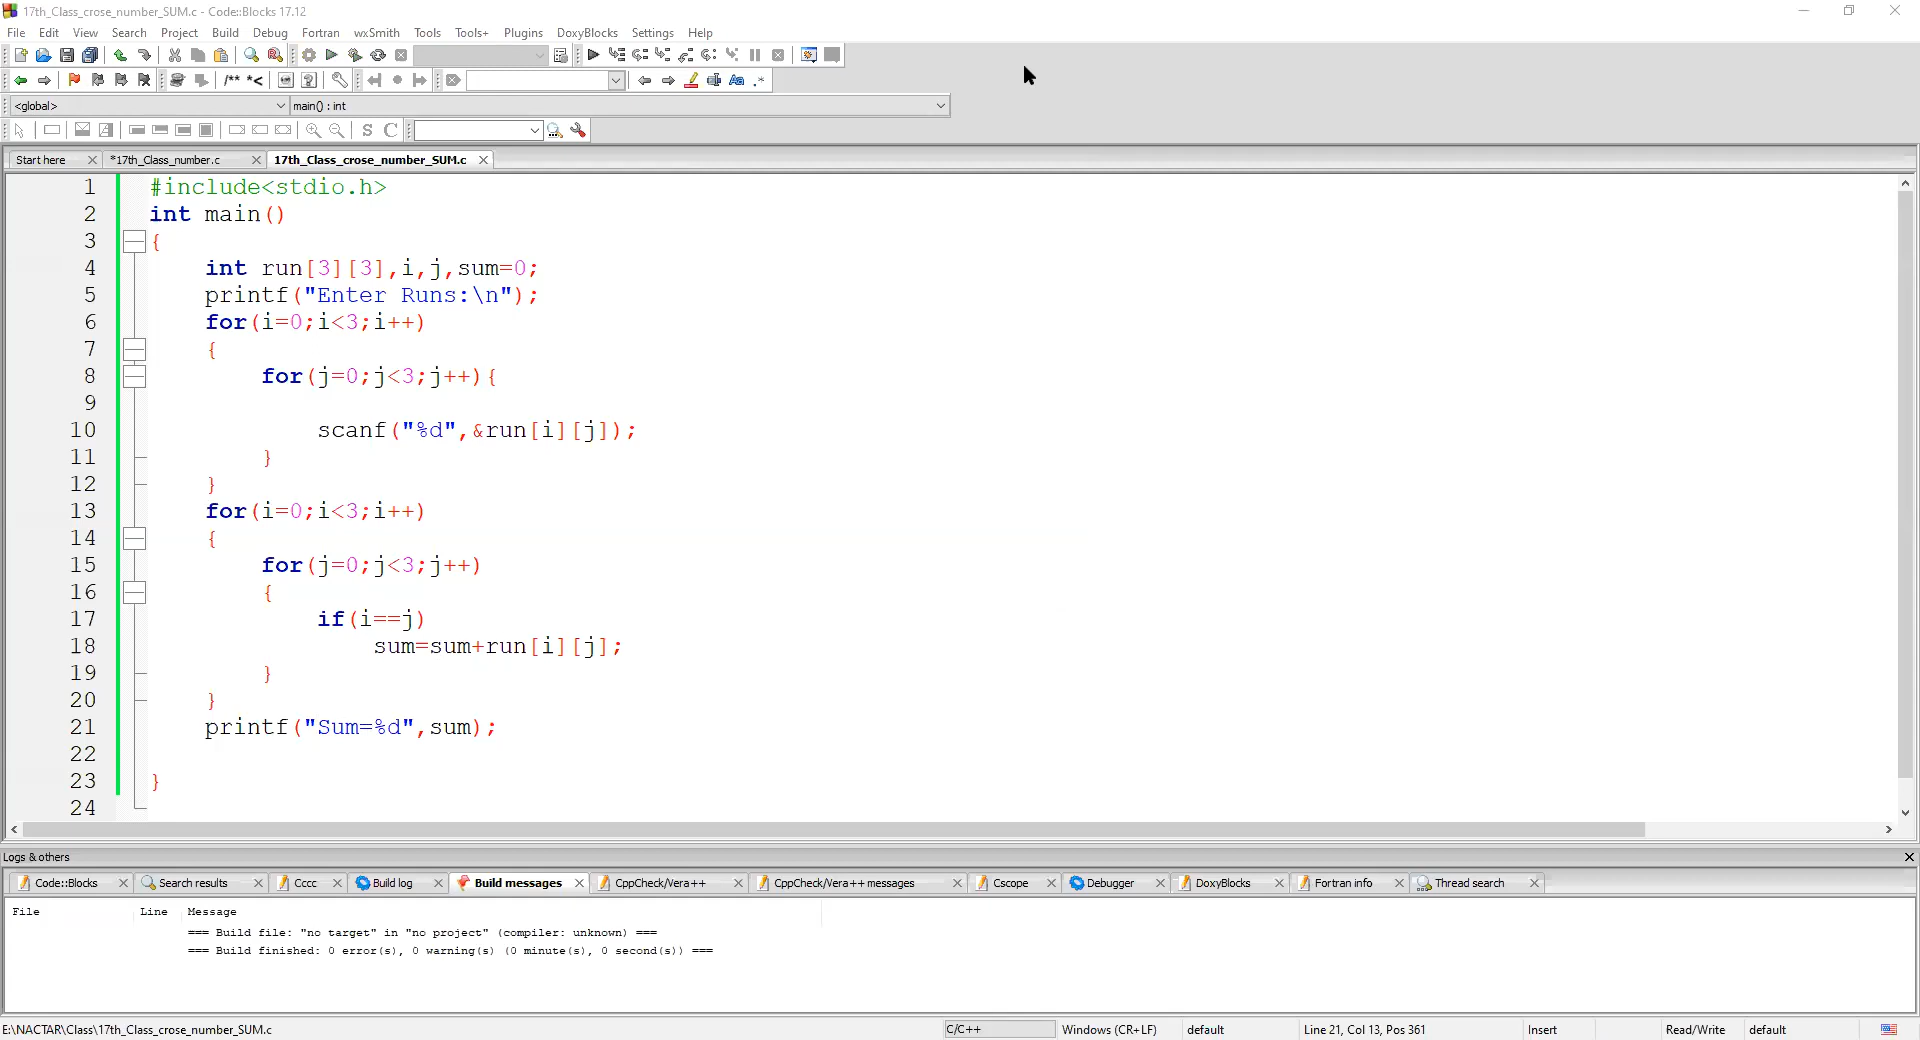 17th_Class_crose_number_SUM.c - Code::Blocks 17.12
File Edit View Search Project Build Debug Fortran wxSmith Tools Tools+ Plugins DoxyBlocks Settings Help
/** *<
Aa .*
<global> main() : int
S C
Start here *17th_Class_number.c 17th_Class_crose_number_SUM.c
1 #include<stdio.h>
2 int main()
3 {
4 int run[3][3],i,j,sum=0;
5 printf("Enter Runs:\n");
6 for(i=0;i<3;i++)
7 {
8 for(j=0;j<3;j++){
9
10 scanf("%d",&run[i][j]);
11 }
12 }
13 for(i=0;i<3;i++)
14 {
15 for(j=0;j<3;j++)
16 {
17 if(i==j)
18 sum=sum+run[i][j];
19 }
20 }
21 printf("Sum=%d",sum);
22
23 }
24
Logs & others
Code::Blocks Search results Cccc Build log Build messages CppCheck/Vera++ CppCheck/Vera++ messages Cscope Debugger DoxyBlocks Fortran info Thread search
File Line Message
=== Build file: "no target" in "no project" (compiler: unknown) ===
=== Build finished: 0 error(s), 0 warning(s) (0 minute(s), 0 second(s)) ===
E:\NACTAR\Class\17th_Class_crose_number_SUM.c C/C++ Windows (CR+LF) default Line 21, Col 13, Pos 361 Insert Read/Write default